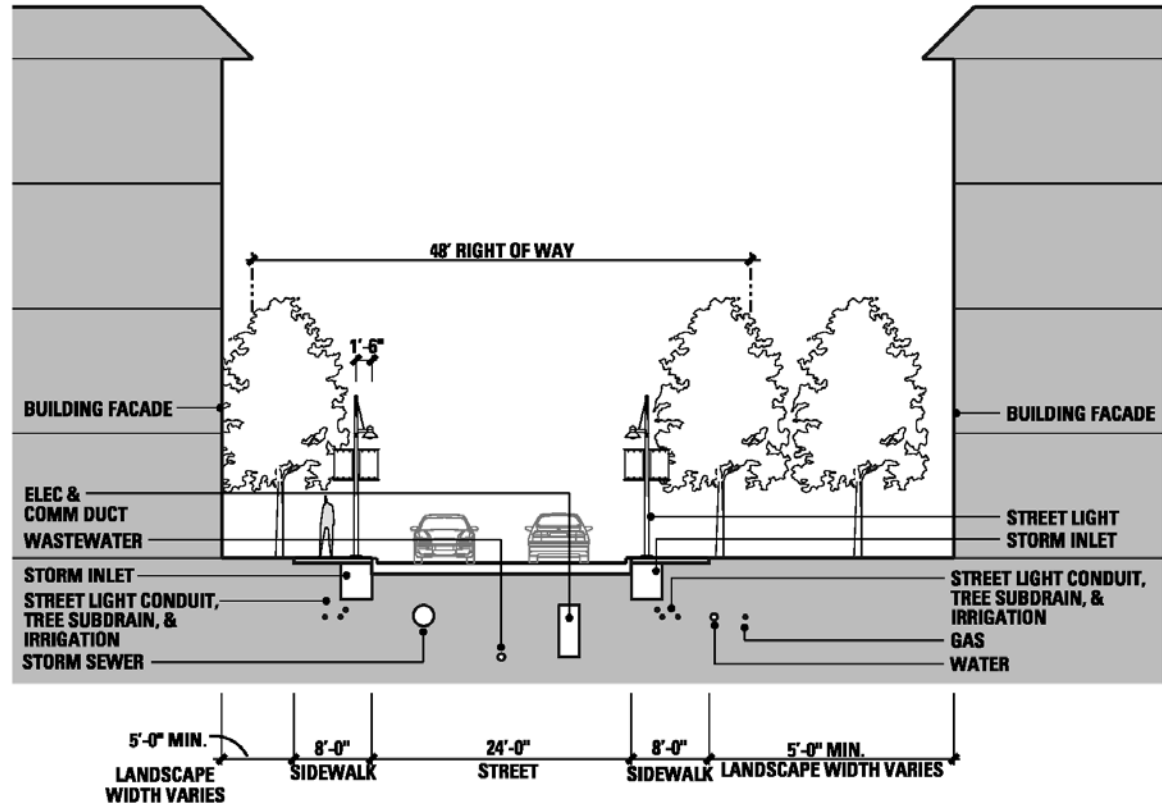 48' RIGHT OF WAY
1'-6"
BUILDING FACADE
BUILDING FACADE
ELEC &
COMM DUCT
WASTEWATER
STREET LIGHT
STORM INLET
STORM INLET
STREET LIGHT CONDUIT,
TREE SUBDRAIN, &
IRRIGATION
STORM SEWER
STREET LIGHT CONDUIT,
TREE SUBDRAIN, &
IRRIGATION
GAS
WATER
5'-0" MIN.
LANDSCAPE
WIDTH VARIES
8'-0"
SIDEWALK
24'-0"
STREET
8'-0"
SIDEWALK
5'-0" MIN.
LANDSCAPE WIDTH VARIES